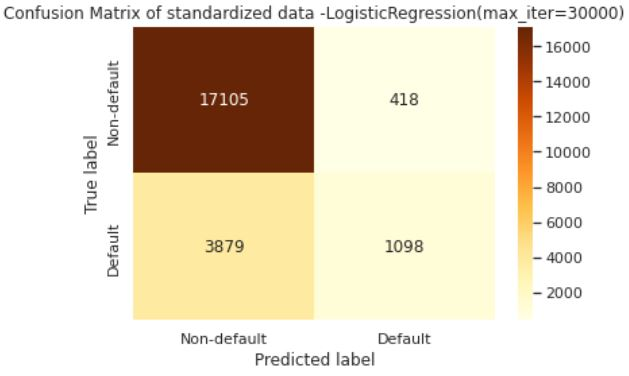 Confusion Matrix of standardized data -LogisticRegression(max_iter=30000)
True label
Non-default
Default
17105 418
3879 1098
Non-default Default
Predicted label
16000
14000
12000
10000
8000
6000
4000
2000